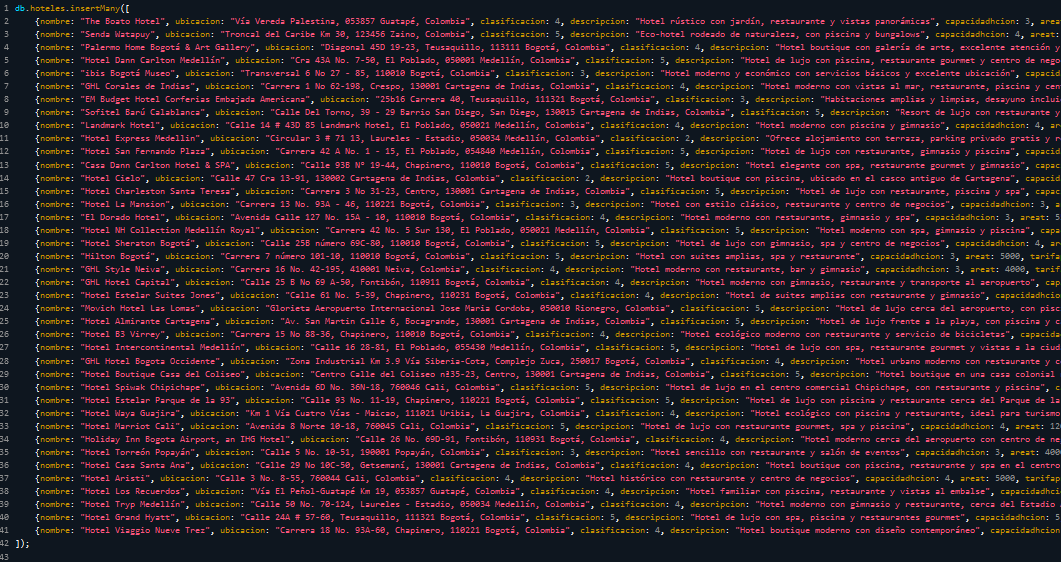 1 db.hoteles.insertMany([
2 {nombre: "The Boato Hotel", ubicacion: "Vía Vereda Palestina, 053857 Guatapé, Colombia", clasificacion: 4, descripcion: "Hotel rústico con jardín, restaurante y vistas panorámicas", capacidadhcion: 3, area
3 {nombre: "Senda Watapuy", ubicacion: "Troncal del Caribe Km 30, 123456 Zaino, Colombia", clasificacion: 5, descripcion: "Eco-hotel rodeado de naturaleza, con piscina y bungalows", capacidadhcion: 4, areat:
4 {nombre: "Palermo Home Bogotá & Art Gallery", ubicacion: "Diagonal 45D 19-23, Teusaquillo, 113111 Bogotá, Colombia", clasificacion: 4, descripcion: "Hotel boutique con galería de arte, excelente atención y
5 {nombre: "Hotel Dann Carlton Medellín", ubicacion: "Cra 43A No. 7-50, El Poblado, 050001 Medellín, Colombia", clasificacion: 5, descripcion: "Hotel de lujo con piscina, restaurante gourmet y centro de nego
6 {nombre: "ibis Bogotá Museo", ubicacion: "Transversal 6 No 27 - 85, 110010 Bogotá, Colombia", clasificacion: 3, descripcion: "Hotel moderno y económico con servicios básicos y excelente ubicación", capacid
7 {nombre: "GHL Corales de Indias", ubicacion: "Carrera 1 No 62-198, Crespo, 130001 Cartagena de Indias, Colombia", clasificacion: 4, descripcion: "Hotel moderno con vistas al mar, restaurante, piscina y cent
8 {nombre: "EM Budget Hotel Corferias Embajada Americana", ubicacion: "25b16 Carrera 40, Teusaquillo, 111321 Bogotá, Colombia", clasificacion: 3, descripcion: "Habitaciones amplias y limpias, desayuno inclui
9 {nombre: "Sofitel Barú Calablanca", ubicacion: "Calle Del Torno, 39 - 29 Barrio San Diego, San Diego, 130015 Cartagena de Indias, Colombia", clasificacion: 5, descripcion: "Resort de lujo con restaurante y
10 {nombre: "Landmark Hotel", ubicacion: "Calle 14 # 43D 85 Landmark Hotel, El Poblado, 050021 Medellín, Colombia", clasificacion: 4, descripcion: "Hotel moderno con piscina y gimnasio", capacidadhcion: 4, ar
11 {nombre: "Hotel Express Medellín", ubicacion: "Circular 3 # 71 13, Laureles - Estadio, 050034 Medellín, Colombia", clasificacion: 2, descripcion: "Ofrece alojamiento con terraza, parking privado gratis y
12 {nombre: "Hotel San Fernando Plaza", ubicacion: "Carrera 42 A No. 1 - 15, El Poblado, 054840 Medellín, Colombia", clasificacion: 5, descripcion: "Hotel de lujo con restaurante, gimnasio y piscina", capacid
13 {nombre: "Casa Dann Carlton Hotel & SPA", ubicacion: "Calle 93B N° 19-44, Chapinero, 110010 Bogotá, Colombia", clasificacion: 5, descripcion: "Hotel elegante con spa, restaurante gourmet y gimnasio", capac
14 {nombre: "Hotel Cielo", ubicacion: "Calle 47 Cra 13-91, 130002 Cartagena de Indias, Colombia", clasificacion: 2, descripcion: "Hotel boutique con piscina, ubicado en el casco antiguo de Cartagena", capacid
15 {nombre: "Hotel Charleston Santa Teresa", ubicacion: "Carrera 3 No 31-23, Centro, 130001 Cartagena de Indias, Colombia", clasificacion: 5, descripcion: "Hotel de lujo con restaurante, piscina y spa", capac
16 {nombre: "Hotel La Mansion", ubicacion: "Carrera 13 No. 93A - 46, 110221 Bogotá, Colombia", clasificacion: 3, descripcion: "Hotel con estilo clásico, restaurante y centro de negocios", capacidadhcion: 3, a
17 {nombre: "El Dorado Hotel", ubicacion: "Avenida Calle 127 No. 15A - 10, 110010 Bogotá, Colombia", clasificacion: 4, descripcion: "Hotel moderno con restaurante, gimnasio y spa", capacidadhcion: 3, areat: 5
18 {nombre: "Hotel NH Collection Medellín Royal", ubicacion: "Carrera 42 No. 5 Sur 130, El Poblado, 050021 Medellín, Colombia", clasificacion: 5, descripcion: "Hotel moderno con spa, gimnasio y piscina", capac
19 {nombre: "Hotel Sheraton Bogotá", ubicacion: "Calle 25B número 69C-80, 110010 Bogotá, Colombia", clasificacion: 5, descripcion: "Hotel de lujo con gimnasio, spa y centro de negocios", capacidadhcion: 4, ar
20 {nombre: "Hilton Bogotá", ubicacion: "Carrera 7 número 101-10, 110010 Bogotá, Colombia", clasificacion: 5, descripcion: "Hotel con suites amplias, spa y restaurante", capacidadhcion: 3, areat: 5000, tarifa
21 {nombre: "GHL Style Neiva", ubicacion: "Carrera 16 No. 42-195, 410001 Neiva, Colombia", clasificacion: 4, descripcion: "Hotel moderno con restaurante, bar y gimnasio", capacidadhcion: 3, areat: 4000, tarif
22 {nombre: "GHL Hotel Capital", ubicacion: "Calle 25 B No 69 A-50, Fontibón, 110911 Bogotá, Colombia", clasificacion: 4, descripcion: "Hotel moderno con gimnasio, restaurante y transporte al aeropuerto", cap
23 {nombre: "Hotel Estelar Suites Jones", ubicacion: "Calle 61 No. 5-39, Chapinero, 110231 Bogotá, Colombia", clasificacion: 4, descripcion: "Hotel de suites amplias con restaurante y gimnasio", capacidadhcio
24 {nombre: "Movich Hotel Las Lomas", ubicacion: "Glorieta Aeropuerto Internacional Jose Maria Cordoba, 050010 Rionegro, Colombia", clasificacion: 5, descripcion: "Hotel de lujo cerca del aeropuerto, con pisc
25 {nombre: "Hotel Almirante Cartagena", ubicacion: "Av. San Martín Calle 6, Bocagrande, 130001 Cartagena de Indias, Colombia", clasificacion: 5, descripcion: "Hotel de lujo frente a la playa, con piscina y c
26 {nombre: "Hotel B3 Virrey", ubicacion: "Carrera 15 No 88-36, Chapinero, 110010 Bogotá, Colombia", clasificacion: 4, descripcion: "Hotel ecológico moderno con restaurante y servicio de bicicletas", capacida
27 {nombre: "Hotel Intercontinental Medellín", ubicacion: "Calle 16 28-81, El Poblado, 055430 Medellín, Colombia", clasificacion: 5, descripcion: "Hotel de lujo con spa, restaurante gourmet y vistas a la ciud
28 {nombre: "GHL Hotel Bogota Occidente", ubicacion: "Zona Industrial Km 3.9 Vía Siberia-Cota, Complejo Zuca, 250017 Bogotá, Colombia", clasificacion: 4, descripcion: "Hotel urbano moderno con restaurante y c
29 {nombre: "Hotel Boutique Casa del Coliseo", ubicacion: "Centro Calle del Coliseo n#35-23, Centro, 130001 Cartagena de Indias, Colombia", clasificacion: 5, descripcion: "Hotel boutique en una casa colonial
30 {nombre: "Hotel Spiwak Chipichape", ubicacion: "Avenida 6D No. 36N-18, 760046 Cali, Colombia", clasificacion: 5, descripcion: "Hotel de lujo en el centro comercial Chipichape, con restaurante y piscina", c
31 {nombre: "Hotel Estelar Parque de la 93", ubicacion: "Calle 93 No. 11-19, Chapinero, 110221 Bogotá, Colombia", clasificacion: 5, descripcion: "Hotel de lujo con piscina y restaurante cerca del Parque de la
32 {nombre: "Hotel Waya Guajira", ubicacion: "Km 1 Vía Cuatro Vías - Maicao, 111021 Uribia, La Guajira, Colombia", clasificacion: 4, descripcion: "Hotel ecológico con piscina y restaurante, ideal para turismo
33 {nombre: "Hotel Marriot Cali", ubicacion: "Avenida 8 Norte 10-18, 760045 Cali, Colombia", clasificacion: 5, descripcion: "Hotel de lujo con restaurante gourmet, spa y piscina", capacidadhcion: 4, areat: 120
34 {nombre: "Holiday Inn Bogota Airport, an IHG Hotel", ubicacion: "Calle 26 No. 69D-91, Fontibón, 110931 Bogotá, Colombia", clasificacion: 4, descripcion: "Hotel moderno cerca del aeropuerto con centro de ne
35 {nombre: "Hotel Torreón Popayán", ubicacion: "Calle 5 No. 10-51, 190001 Popayán, Colombia", clasificacion: 3, descripcion: "Hotel sencillo con restaurante y salón de eventos", capacidadhcion: 3, areat: 400
36 {nombre: "Hotel Casa Santa Ana", ubicacion: "Calle 29 No 10C-50, Getsemaní, 130001 Cartagena de Indias, Colombia", clasificacion: 4, descripcion: "Hotel boutique con piscina, restaurante y spa en el centro
37 {nombre: "Hotel Aristi", ubicacion: "Calle 3 No. 8-55, 760044 Cali, Colombia", clasificacion: 4, descripcion: "Hotel histórico con restaurante y centro de negocios", capacidadhcion: 4, areat: 5000, tarifap
38 {nombre: "Hotel Los Recuerdos", ubicacion: "Vía El Peñol-Guatapé Km 19, 053857 Guatapé, Colombia", clasificacion: 4, descripcion: "Hotel familiar con piscina, restaurante y vistas al embalse", capacidadhci
39 {nombre: "Hotel Tryp Medellín", ubicacion: "Calle 50 No. 70-124, Laureles - Estadio, 050034 Medellín, Colombia", clasificacion: 4, descripcion: "Hotel moderno con gimnasio y restaurante, cerca del Estadio
40 {nombre: "Hotel Grand Hyatt", ubicacion: "Calle 24A # 57-60, Teusaquillo, 111321 Bogotá, Colombia", clasificacion: 5, descripcion: "Hotel de lujo con spa, piscina y restaurantes gourmet", capacidadhcion: 5
41 {nombre: "Hotel Viaggio Nueve Trez", ubicacion: "Carrera 18 No. 93A-60, Chapinero, 110221 Bogotá, Colombia", clasificacion: 4, descripcion: "Hotel boutique moderno con diseño contemporáneo", capacidadhcion
42 ]);
43